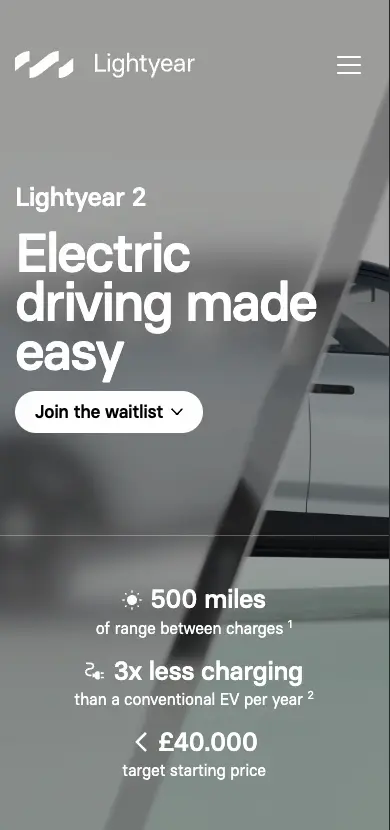 Lightyear
Lightyear 2
Electric
driving made
easy
Join the waitlist
500 miles
of range between charges ¹
3x less charging
than a conventional EV per year ²
< £40.000
target starting price